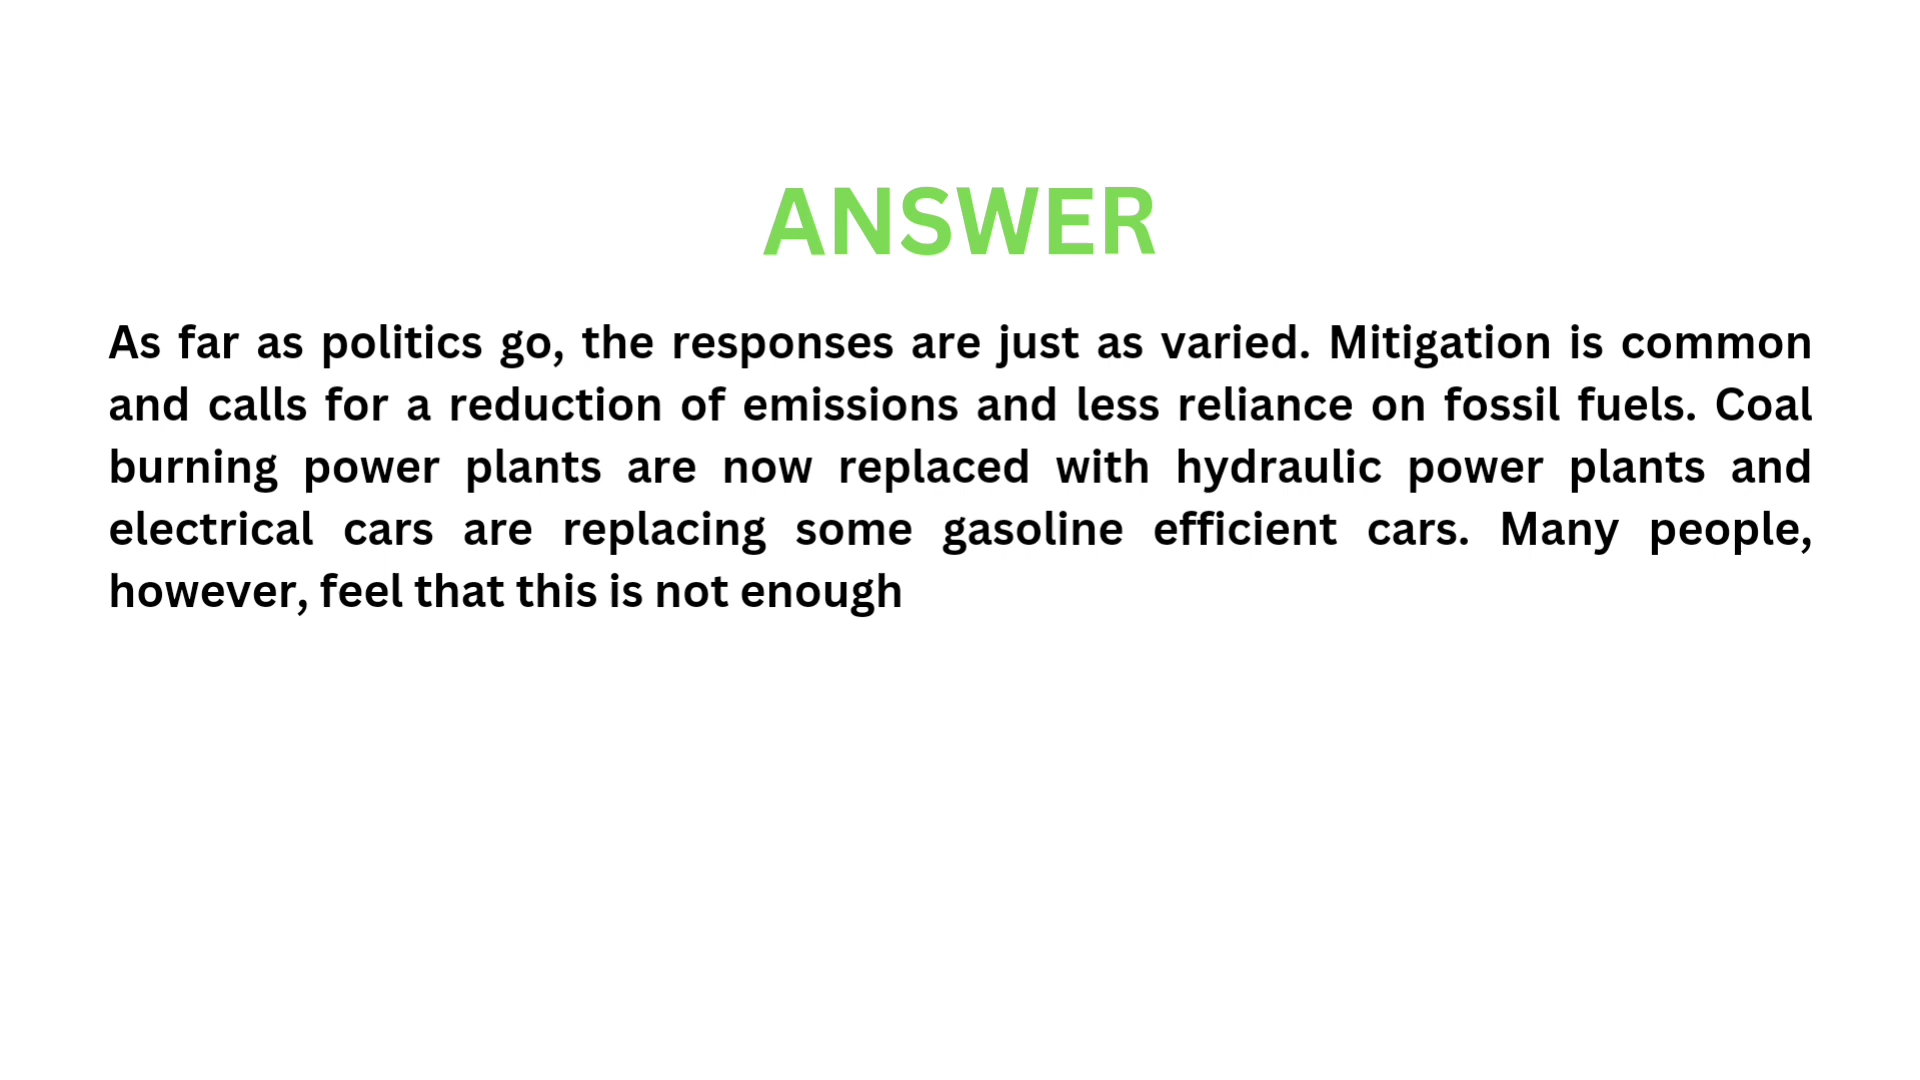 ANSWER
As far as politics go, the responses are just as varied. Mitigation is common
and calls for a reduction of emissions and less reliance on fossil fuels. Coal
burning power plants are now replaced with hydraulic power plants and
electrical cars are replacing some gasoline efficient cars. Many people,
however, feel that this is not enough